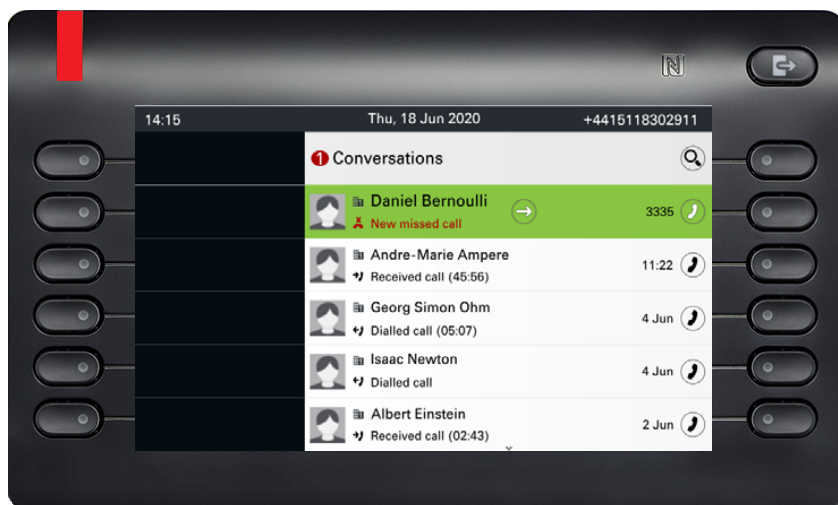 14:15 Thu, 18 Jun 2020 +4415118302911
1 Conversations
Daniel Bernoulli 3335
New missed call
Andre-Marie Ampere 11:22
Received call (45:56)
Georg Simon Ohm 4 Jun
Dialled call (05:07)
Isaac Newton 4 Jun
Dialled call
Albert Einstein 2 Jun
Received call (02:43)